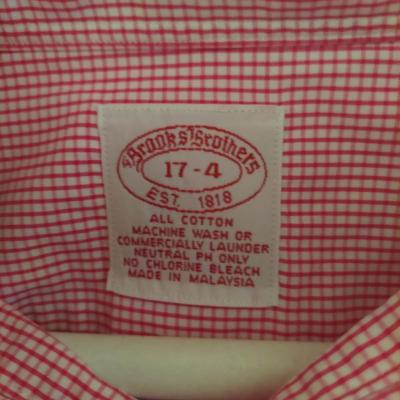 Brooks Brothers
17-4
EST. 1818
ALL COTTON
MACHINE WASH OR
COMMERCIALLY LAUNDER
NEUTRAL PH ONLY
NO CHLORINE BLEACH
MADE IN MALAYSIA